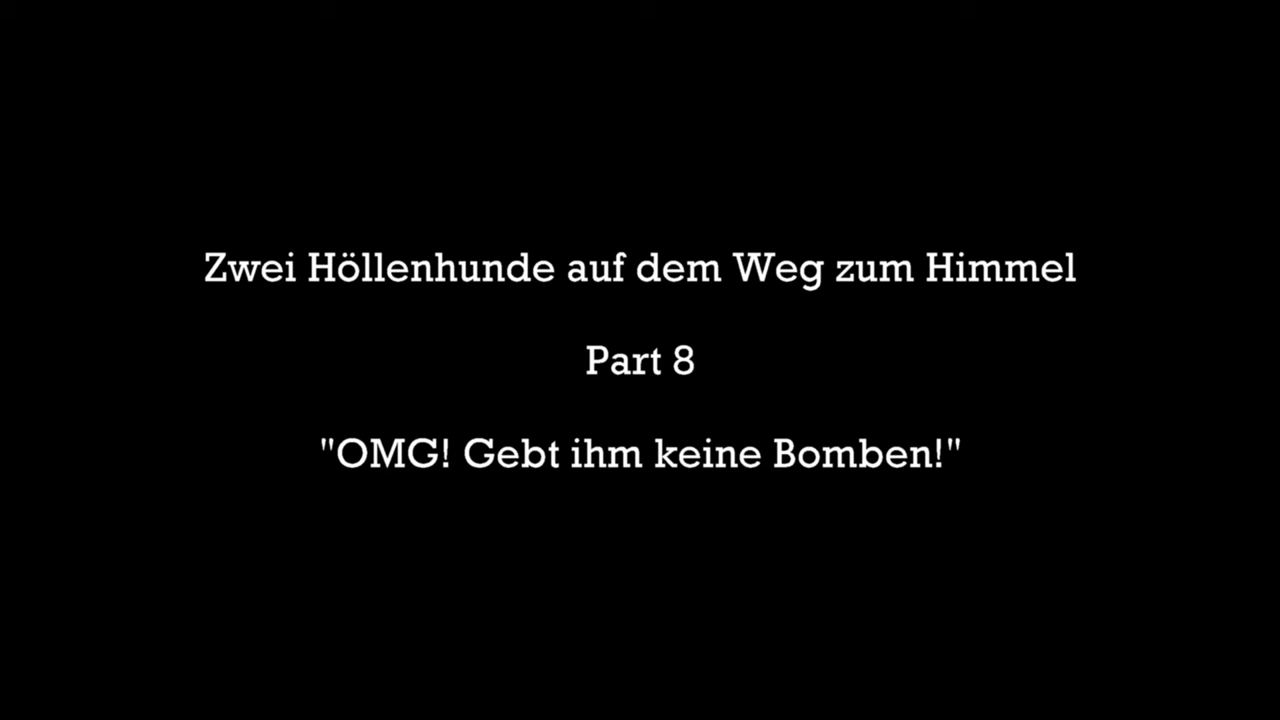 Zwei Höllenhunde auf dem Weg zum Himmel
Part 8
"OMG! Gebt ihm keine Bomben!"